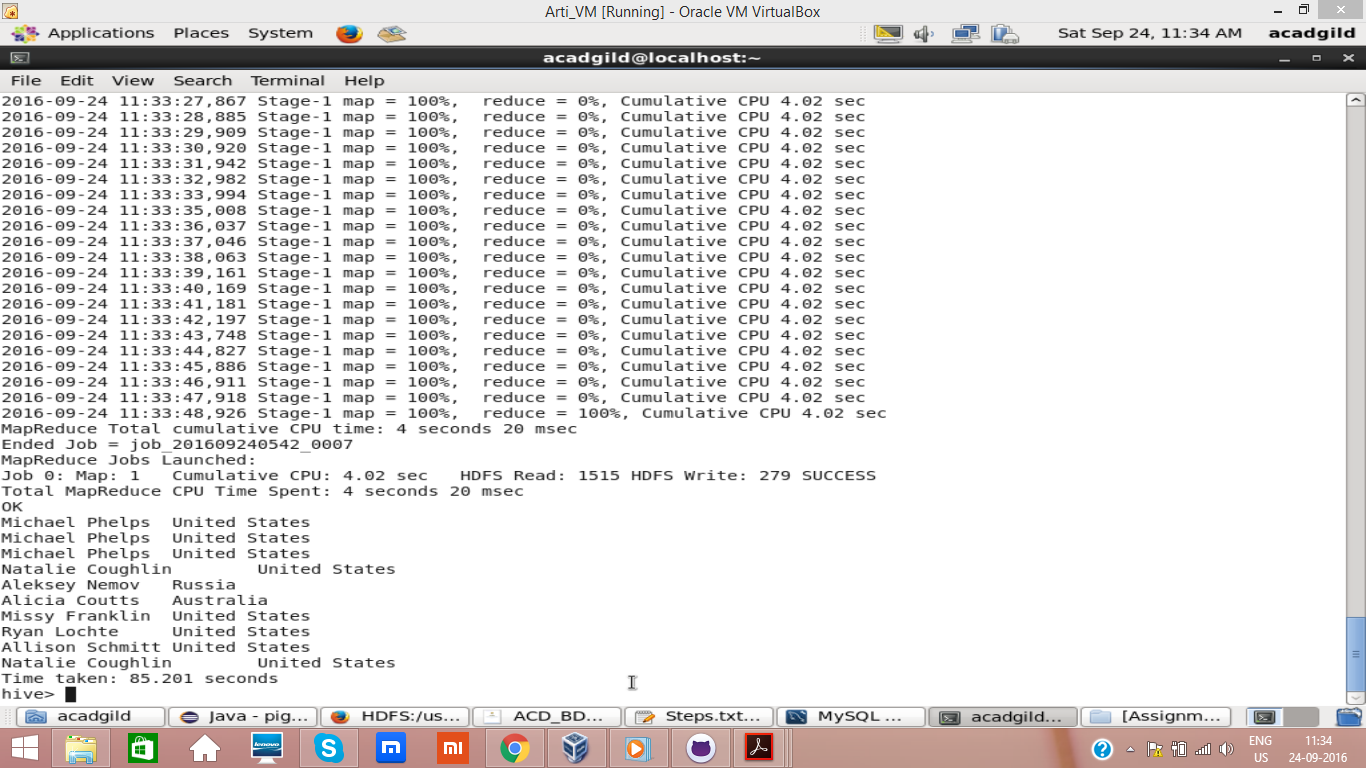 Arti_VM [Running] - Oracle VM VirtualBox
Applications Places System Sat Sep 24, 11:34 AM acadgild
acadgild@localhost:~
File Edit View Search Terminal Help
2016-09-24 11:33:27,867 Stage-1 map = 100%,  reduce = 0%, Cumulative CPU 4.02 sec
2016-09-24 11:33:28,885 Stage-1 map = 100%,  reduce = 0%, Cumulative CPU 4.02 sec
2016-09-24 11:33:29,909 Stage-1 map = 100%,  reduce = 0%, Cumulative CPU 4.02 sec
2016-09-24 11:33:30,920 Stage-1 map = 100%,  reduce = 0%, Cumulative CPU 4.02 sec
2016-09-24 11:33:31,942 Stage-1 map = 100%,  reduce = 0%, Cumulative CPU 4.02 sec
2016-09-24 11:33:32,982 Stage-1 map = 100%,  reduce = 0%, Cumulative CPU 4.02 sec
2016-09-24 11:33:33,994 Stage-1 map = 100%,  reduce = 0%, Cumulative CPU 4.02 sec
2016-09-24 11:33:35,008 Stage-1 map = 100%,  reduce = 0%, Cumulative CPU 4.02 sec
2016-09-24 11:33:36,037 Stage-1 map = 100%,  reduce = 0%, Cumulative CPU 4.02 sec
2016-09-24 11:33:37,046 Stage-1 map = 100%,  reduce = 0%, Cumulative CPU 4.02 sec
2016-09-24 11:33:38,063 Stage-1 map = 100%,  reduce = 0%, Cumulative CPU 4.02 sec
2016-09-24 11:33:39,161 Stage-1 map = 100%,  reduce = 0%, Cumulative CPU 4.02 sec
2016-09-24 11:33:40,169 Stage-1 map = 100%,  reduce = 0%, Cumulative CPU 4.02 sec
2016-09-24 11:33:41,181 Stage-1 map = 100%,  reduce = 0%, Cumulative CPU 4.02 sec
2016-09-24 11:33:42,197 Stage-1 map = 100%,  reduce = 0%, Cumulative CPU 4.02 sec
2016-09-24 11:33:43,748 Stage-1 map = 100%,  reduce = 0%, Cumulative CPU 4.02 sec
2016-09-24 11:33:44,827 Stage-1 map = 100%,  reduce = 0%, Cumulative CPU 4.02 sec
2016-09-24 11:33:45,886 Stage-1 map = 100%,  reduce = 0%, Cumulative CPU 4.02 sec
2016-09-24 11:33:46,911 Stage-1 map = 100%,  reduce = 0%, Cumulative CPU 4.02 sec
2016-09-24 11:33:47,918 Stage-1 map = 100%,  reduce = 0%, Cumulative CPU 4.02 sec
2016-09-24 11:33:48,926 Stage-1 map = 100%,  reduce = 100%, Cumulative CPU 4.02 sec
MapReduce Total cumulative CPU time: 4 seconds 20 msec
Ended Job = job_201609240542_0007
MapReduce Jobs Launched:
Job 0: Map: 1   Cumulative CPU: 4.02 sec   HDFS Read: 1515 HDFS Write: 279 SUCCESS
Total MapReduce CPU Time Spent: 4 seconds 20 msec
OK
Michael Phelps  United States
Michael Phelps  United States
Michael Phelps  United States
Natalie Coughlin        United States
Aleksey Nemov   Russia
Alicia Coutts   Australia
Missy Franklin  United States
Ryan Lochte     United States
Allison Schmitt United States
Natalie Coughlin        United States
Time taken: 85.201 seconds
hive>
acadgild Java - pig... HDFS:/us... ACD_BD... Steps.txt... MySQL ... acadgild... [Assignm...
lenovo S m mi ENG 11:34
US 24-09-2016